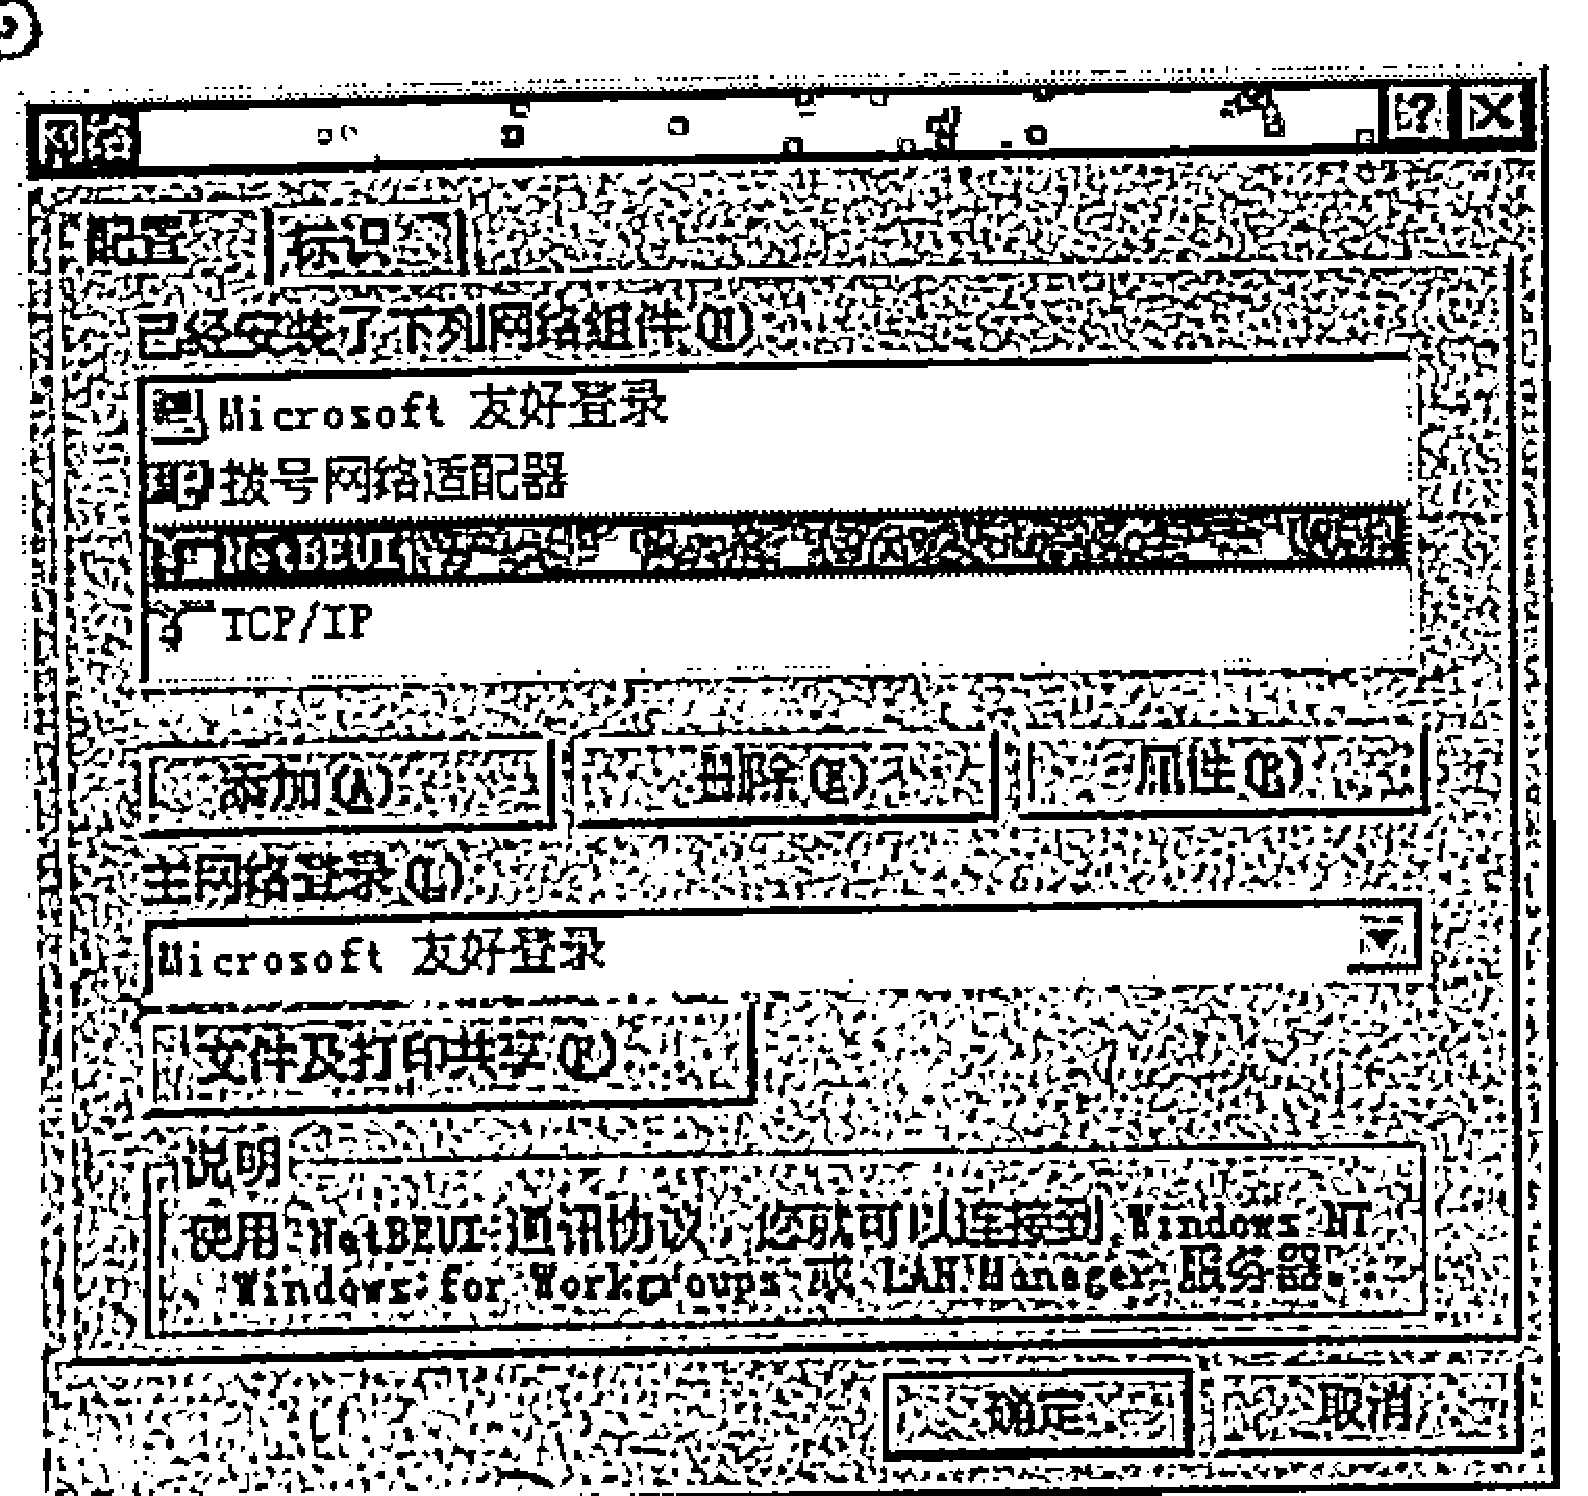 网络
配置 标识
已经安装了下列网络组件(N)
Microsoft 友好登录
拨号网络适配器
NetBEUI
TCP/IP
添加(A) 删除(E) 属性(R)
主网络登录(L)
Microsoft 友好登录
文件及打印共享(F)
说明
使用 NetBEUI 通讯协议，您就可以连接到 Windows NT
、Windows for Workgroups 或 LAN Manager 服务器。
确定 取消